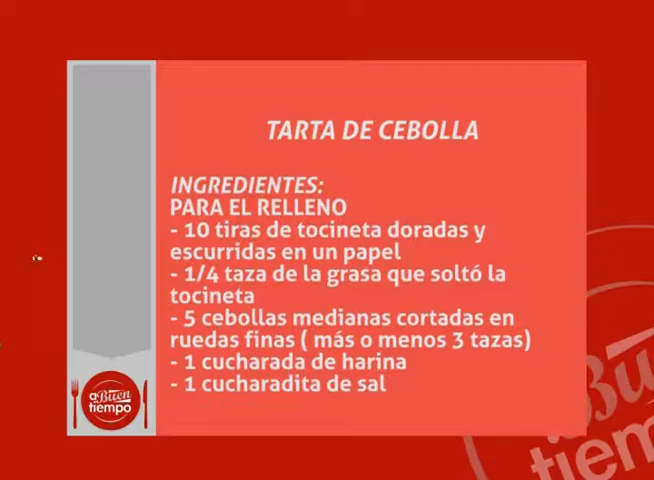 TARTA DE CEBOLLA
INGREDIENTES:
PARA EL RELLENO
- 10 tiras de tocineta doradas y
escurridas en un papel
- 1/4 taza de la grasa que soltó la
tocineta
- 5 cebollas medianas cortadas en
ruedas finas ( más o menos 3 tazas)
- 1 cucharada de harina
- 1 cucharadita de sal
a Buen
tiempo
Buen
tiempo